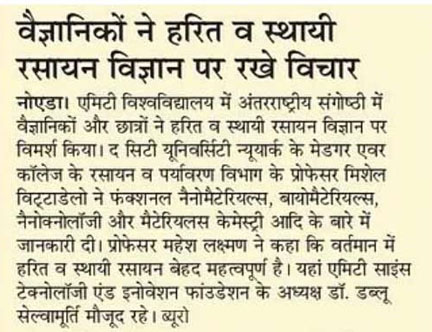 वैज्ञानिकों ने हरित व स्थायी
रसायन विज्ञान पर रखे विचार
नोएडा। एमिटी विश्वविद्यालय में अंतरराष्ट्रीय संगोष्ठी में
वैज्ञानिकों और छात्रों ने हरित व स्थायी रसायन विज्ञान पर
विमर्श किया। द सिटी यूनिवर्सिटी न्यूयार्क के मेडगर एवर
कॉलेज के रसायन व पर्यावरण विभाग के प्रोफेसर मिशेल
विट्टाडेलो ने फंक्शनल नैनोमैटेरियल्स, बायोमैटेरियल्स,
नैनोक्नोलॉजी और मैटेरियलस केमेस्ट्री आदि के बारे में
जानकारी दी। प्रोफेसर महेश लक्ष्मण ने कहा कि वर्तमान में
हरित व स्थायी रसायन बेहद महत्वपूर्ण है। यहां एमिटी साइंस
टेक्नोलॉजी एंड इनोवेशन फांउडेशन के अध्यक्ष डॉ. डब्लू
सेल्वामूर्ति मौजूद रहे। ब्यूरो